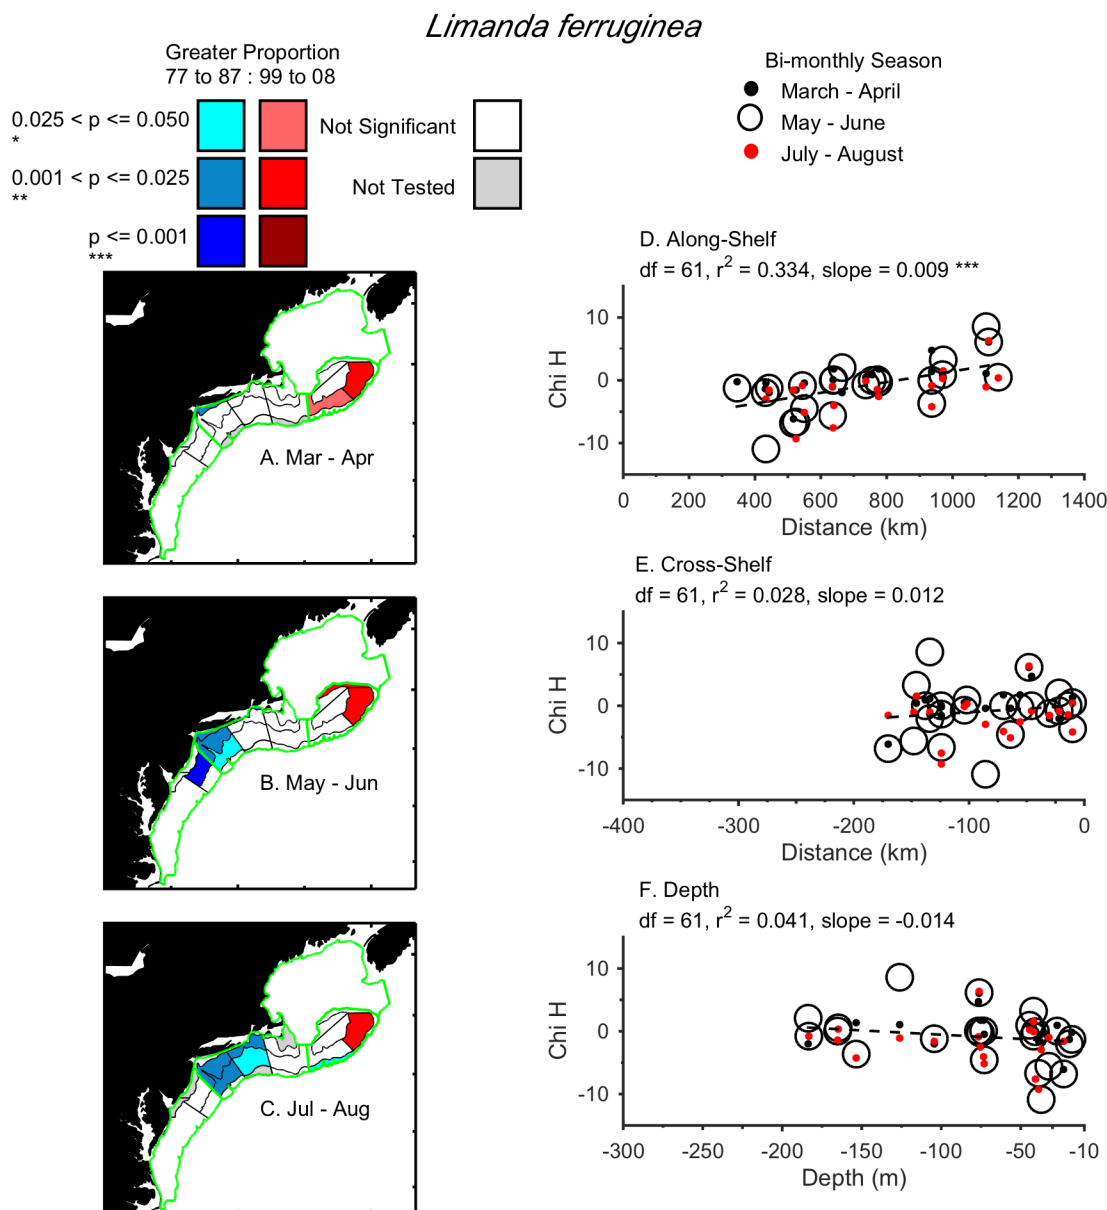 Limanda ferruginea
Greater Proportion
77 to 87 : 99 to 08
0.025 < p <= 0.050
*
0.001 < p <= 0.025
**
p <= 0.001
***
Not Significant
Not Tested
Bi-monthly Season
March - April
May - June
July - August
A. Mar - Apr
B. May - Jun
C. Jul - Aug
D. Along-Shelf
df = 61, r² = 0.334, slope = 0.009 ***
Chi H
10
0
-10
0 200 400 600 800 1000 1200 1400
Distance (km)
E. Cross-Shelf
df = 61, r² = 0.028, slope = 0.012
Chi H
10
0
-10
-400 -300 -200 -100 0
Distance (km)
F. Depth
df = 61, r² = 0.041, slope = -0.014
Chi H
10
0
-10
-300 -250 -200 -150 -100 -50 -10
Depth (m)